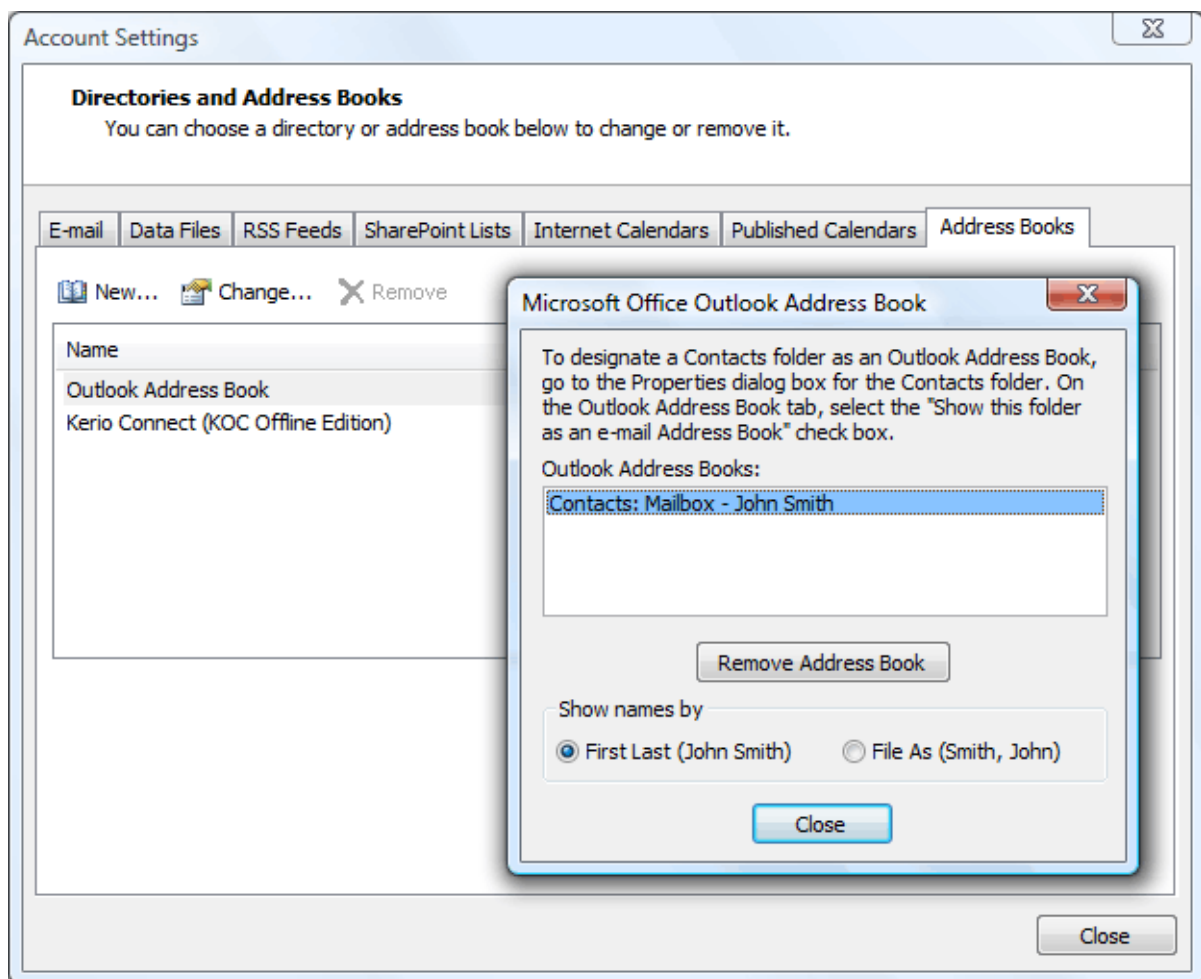 Account Settings
Directories and Address Books
You can choose a directory or address book below to change or remove it.
E-mail Data Files RSS Feeds SharePoint Lists Internet Calendars Published Calendars Address Books
New... Change... Remove
Name
Outlook Address Book
Kerio Connect (KOC Offline Edition)
Microsoft Office Outlook Address Book
To designate a Contacts folder as an Outlook Address Book,
go to the Properties dialog box for the Contacts folder. On
the Outlook Address Book tab, select the "Show this folder
as an e-mail Address Book" check box.
Outlook Address Books:
Contacts: Mailbox - John Smith
Remove Address Book
Show names by
First Last (John Smith) File As (Smith, John)
Close
Close